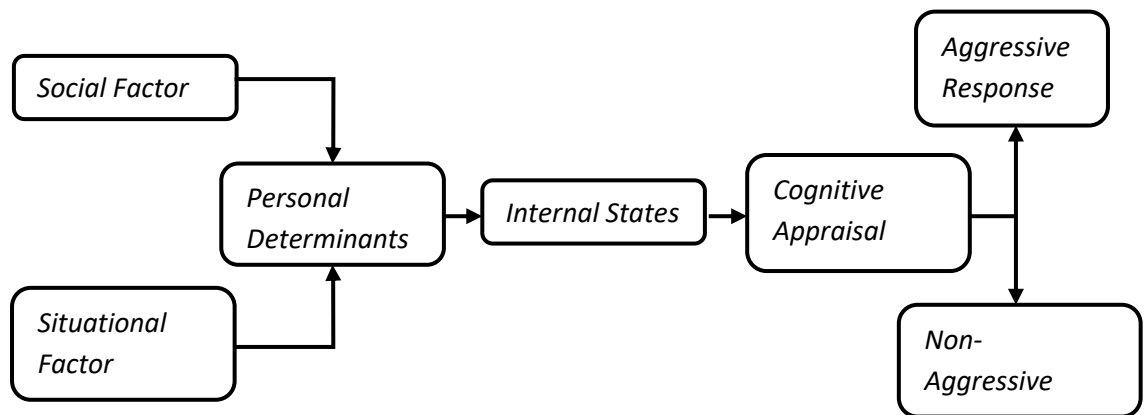 Social Factor
Situational
Factor
Personal
Determinants
Internal States
Cognitive
Appraisal
Aggressive
Response
Non-
Aggressive